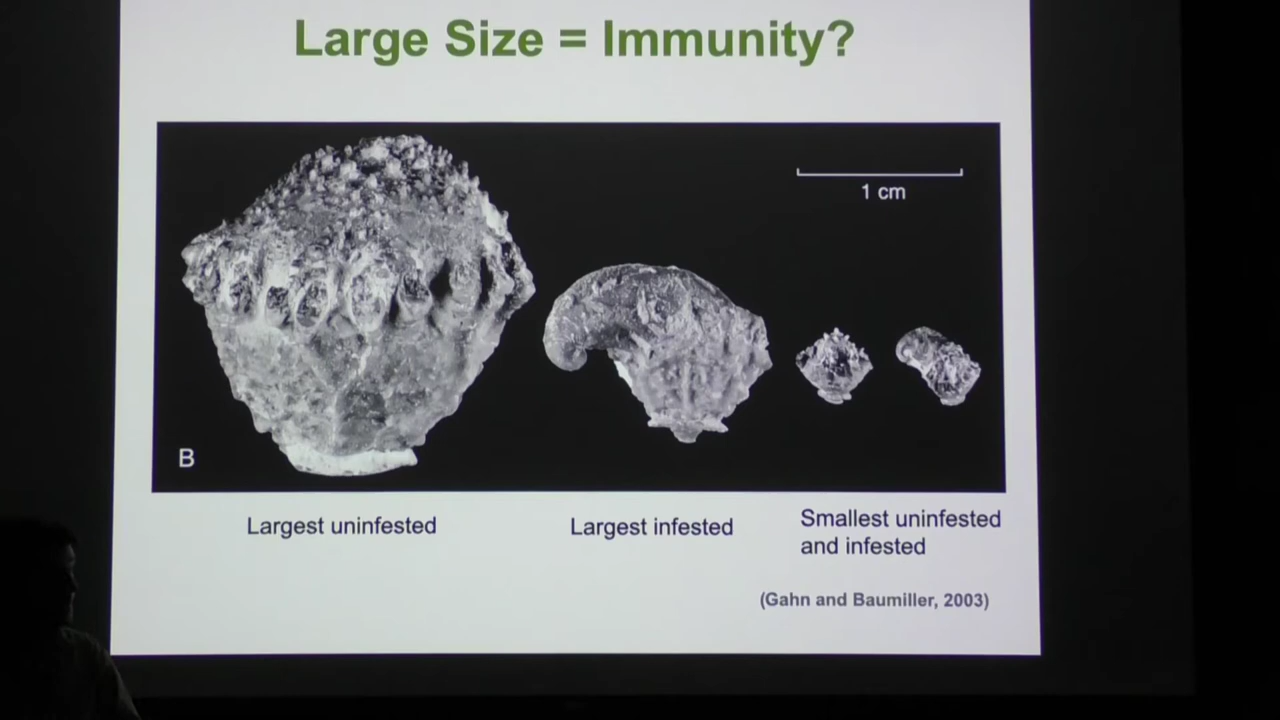 Large Size = Immunity?
1 cm
B
Largest uninfested
Largest infested
Smallest uninfested
and infested
(Gahn and Baumiller, 2003)